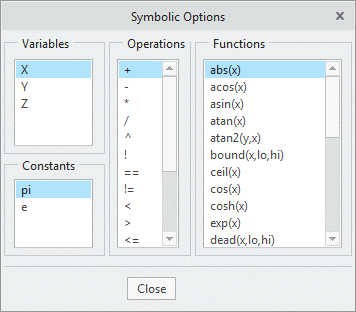 Symbolic Options
Variables
X
Y
Z
Constants
pi
e
Operations
+
-
*
/
^
!
==
!=
<
>
<=
Functions
abs(x)
acos(x)
asin(x)
atan(x)
atan2(y,x)
bound(x,lo,hi)
ceil(x)
cos(x)
cosh(x)
exp(x)
dead(x,lo,hi)
Close